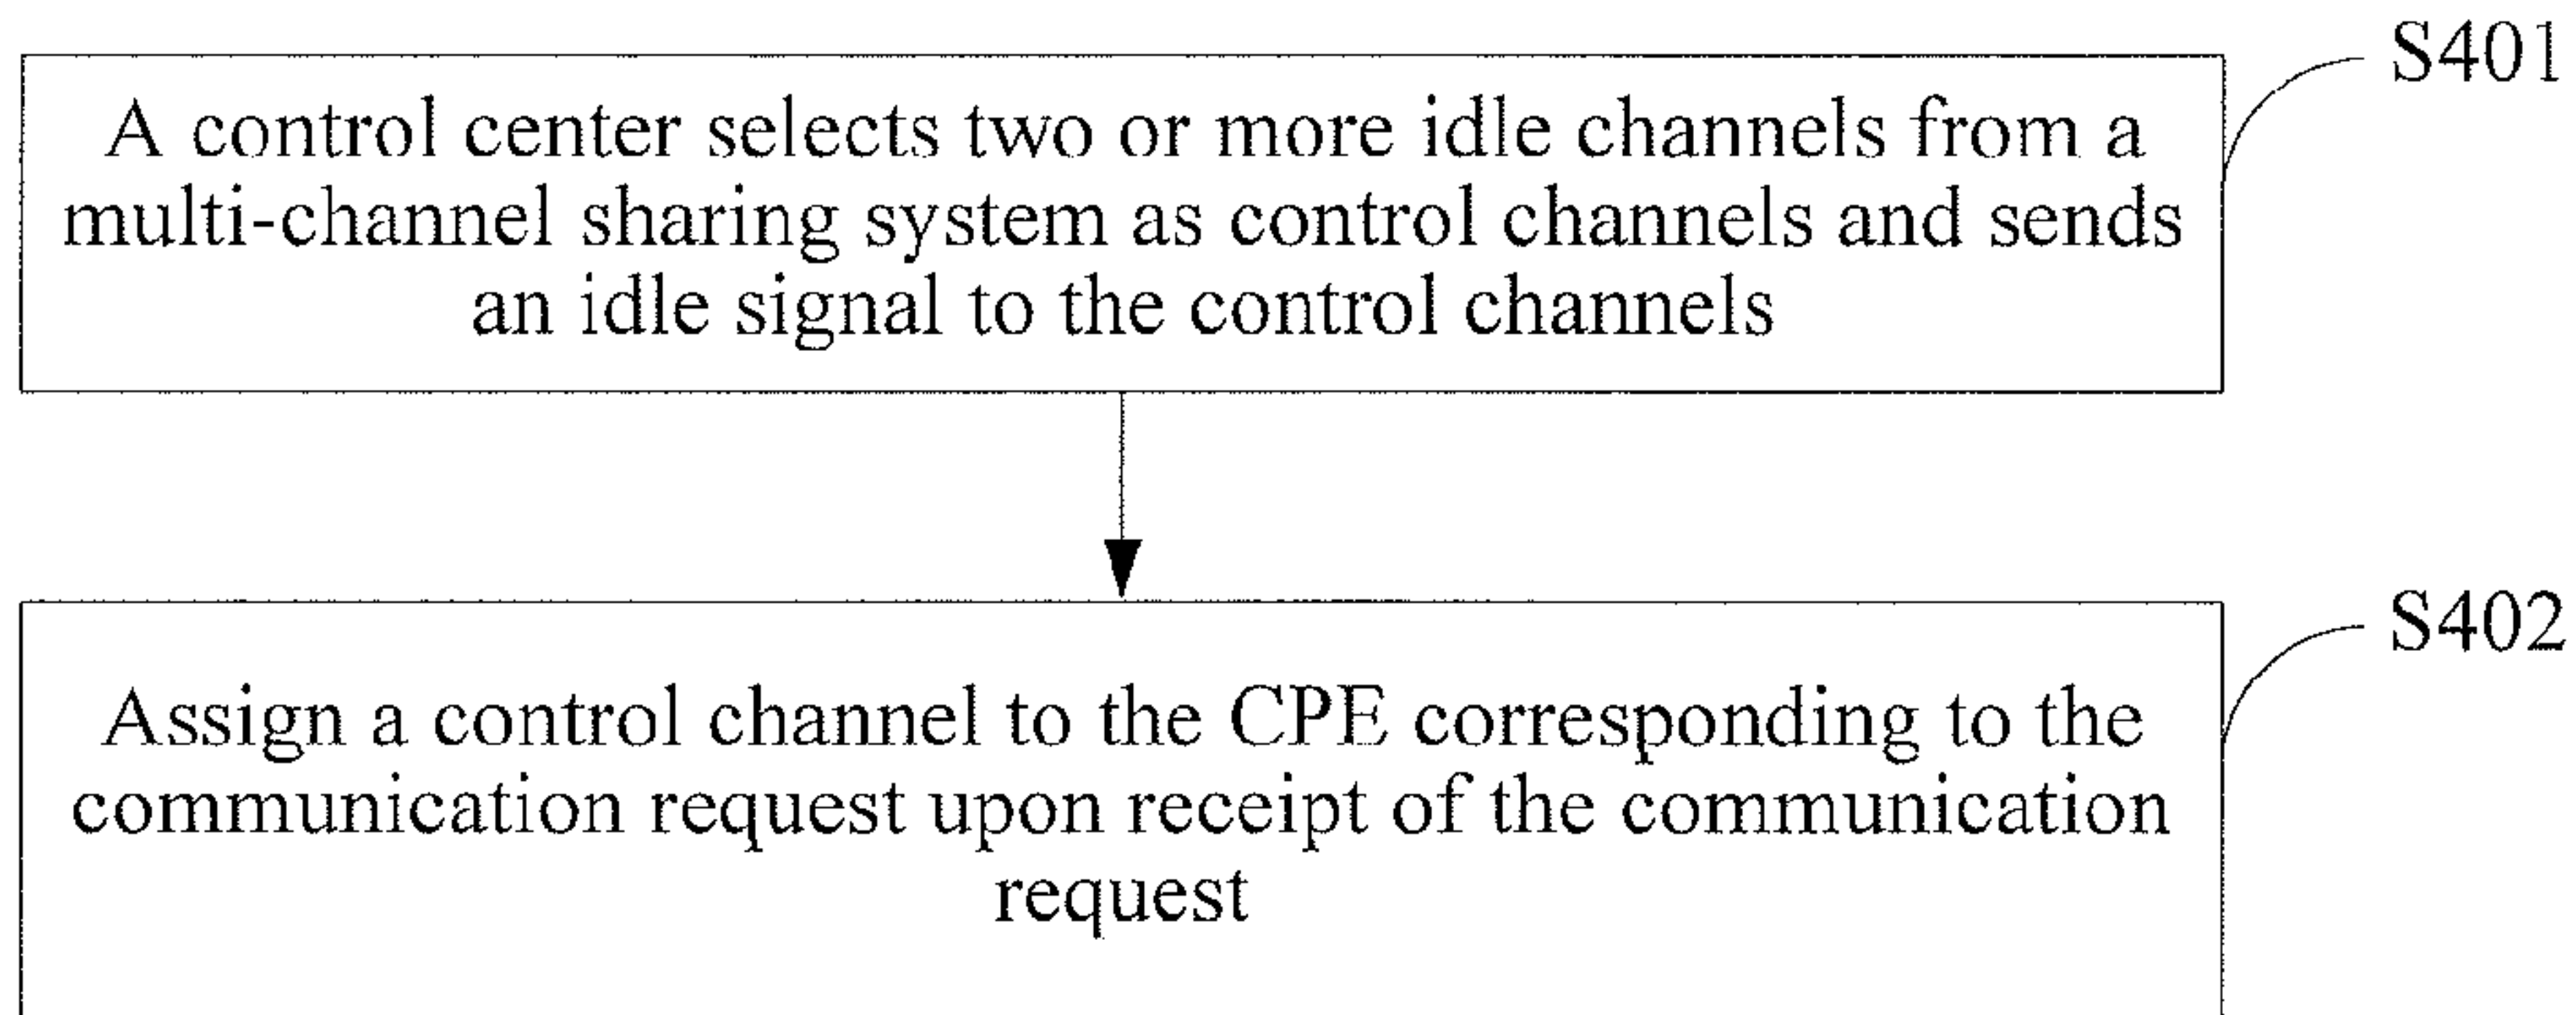 S401
A control center selects two or more idle channels from a
multi-channel sharing system as control channels and sends
an idle signal to the control channels
S402
Assign a control channel to the CPE corresponding to the
communication request upon receipt of the communication
request